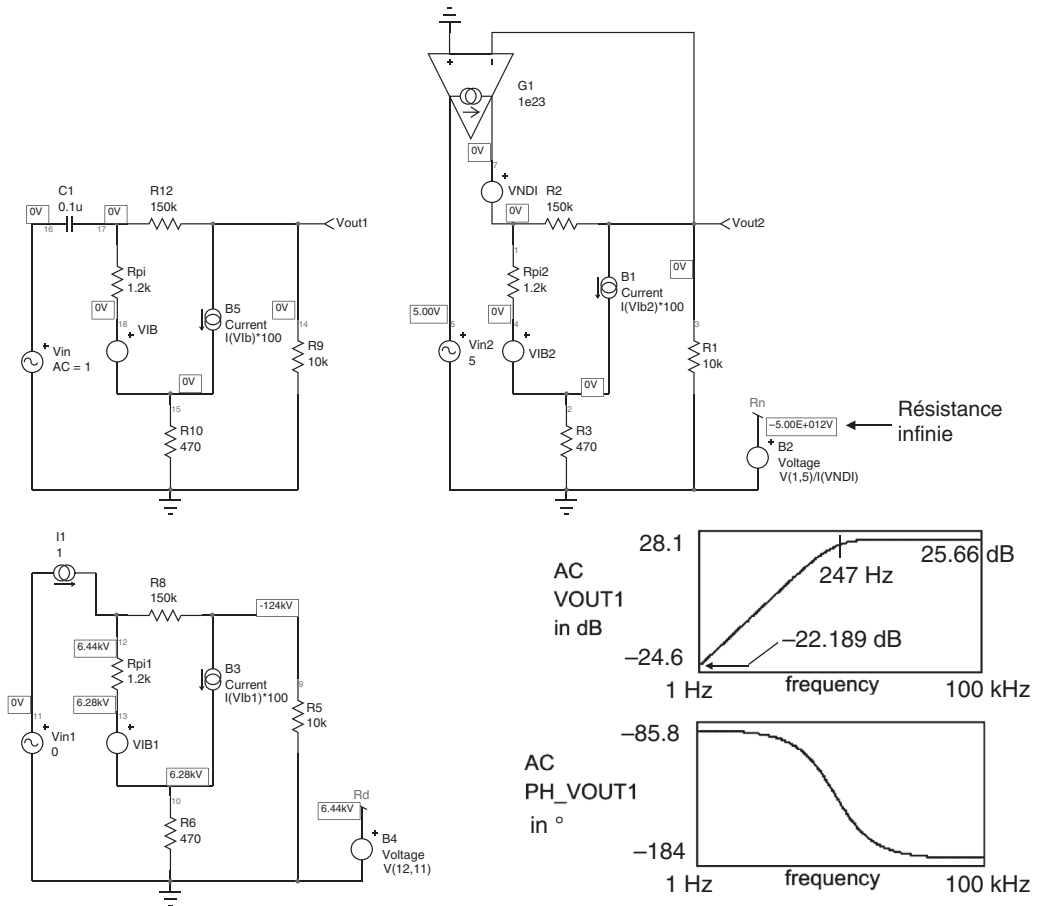 G1
1e23
0V
7
VNDI
R2
150k
0V
1
Rpi2
1.2k
0V
4
VIB2
5.00V
5
Vin2
5
B1
Current
I(VIb2)*100
0V
Vout2
3
R1
10k
0V
2
R3
470
Rn
−5.00E+012V
B2
Voltage
V(1,5)/I(VNDI)
Résistance
infinie
C1
0.1u
0V
16
0V
17
R12
150k
Vout1
Rpi
1.2k
0V
18
VIB
B5
Current
I(VIb)*100
0V
14
R9
10k
Vin
AC = 1
0V
15
R10
470
I1
1
R8
150k
-124kV
6.44kV
12
Rpi1
1.2k
6.28kV
13
VIB1
B3
Current
I(VIb1)*100
9
R5
10k
0V
11
Vin1
0
6.28kV
10
R6
470
Rd
6.44kV
B4
Voltage
V(12,11)
28.1
AC
VOUT1
in dB
−24.6
25.66 dB
247 Hz
−22.189 dB
1 Hz
frequency
100 kHz
−85.8
AC
PH_VOUT1
in °
−184
1 Hz
frequency
100 kHz